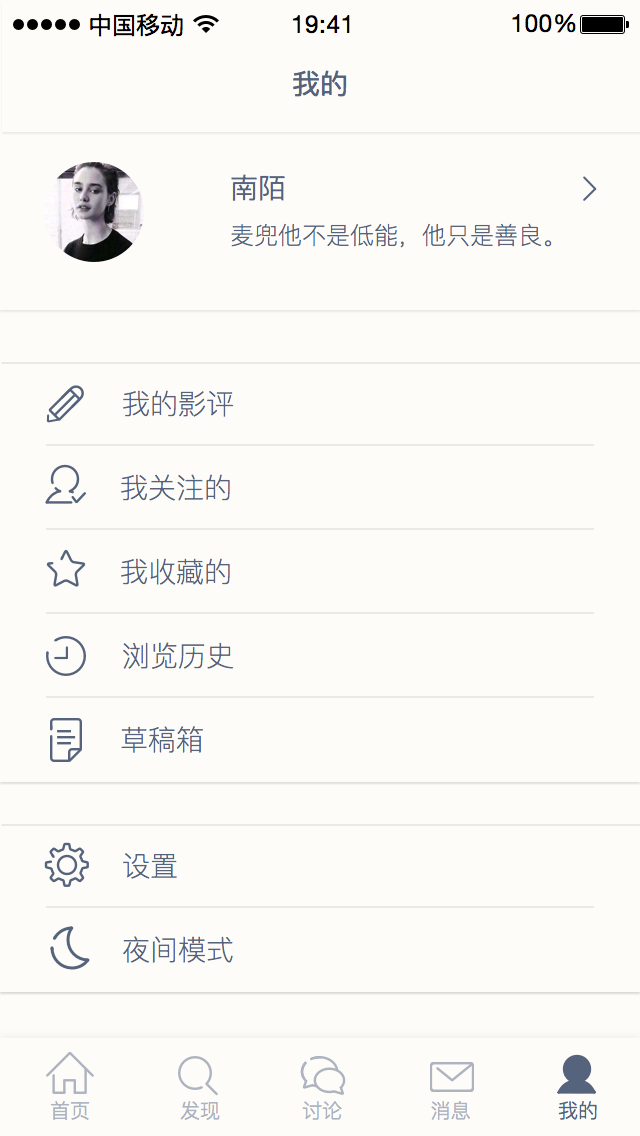 中国移动 19:41 100%
我的
南陌
麦兜他不是低能，他只是善良。
我的影评
我关注的
我收藏的
浏览历史
草稿箱
设置
夜间模式
首页 发现 讨论 消息 我的